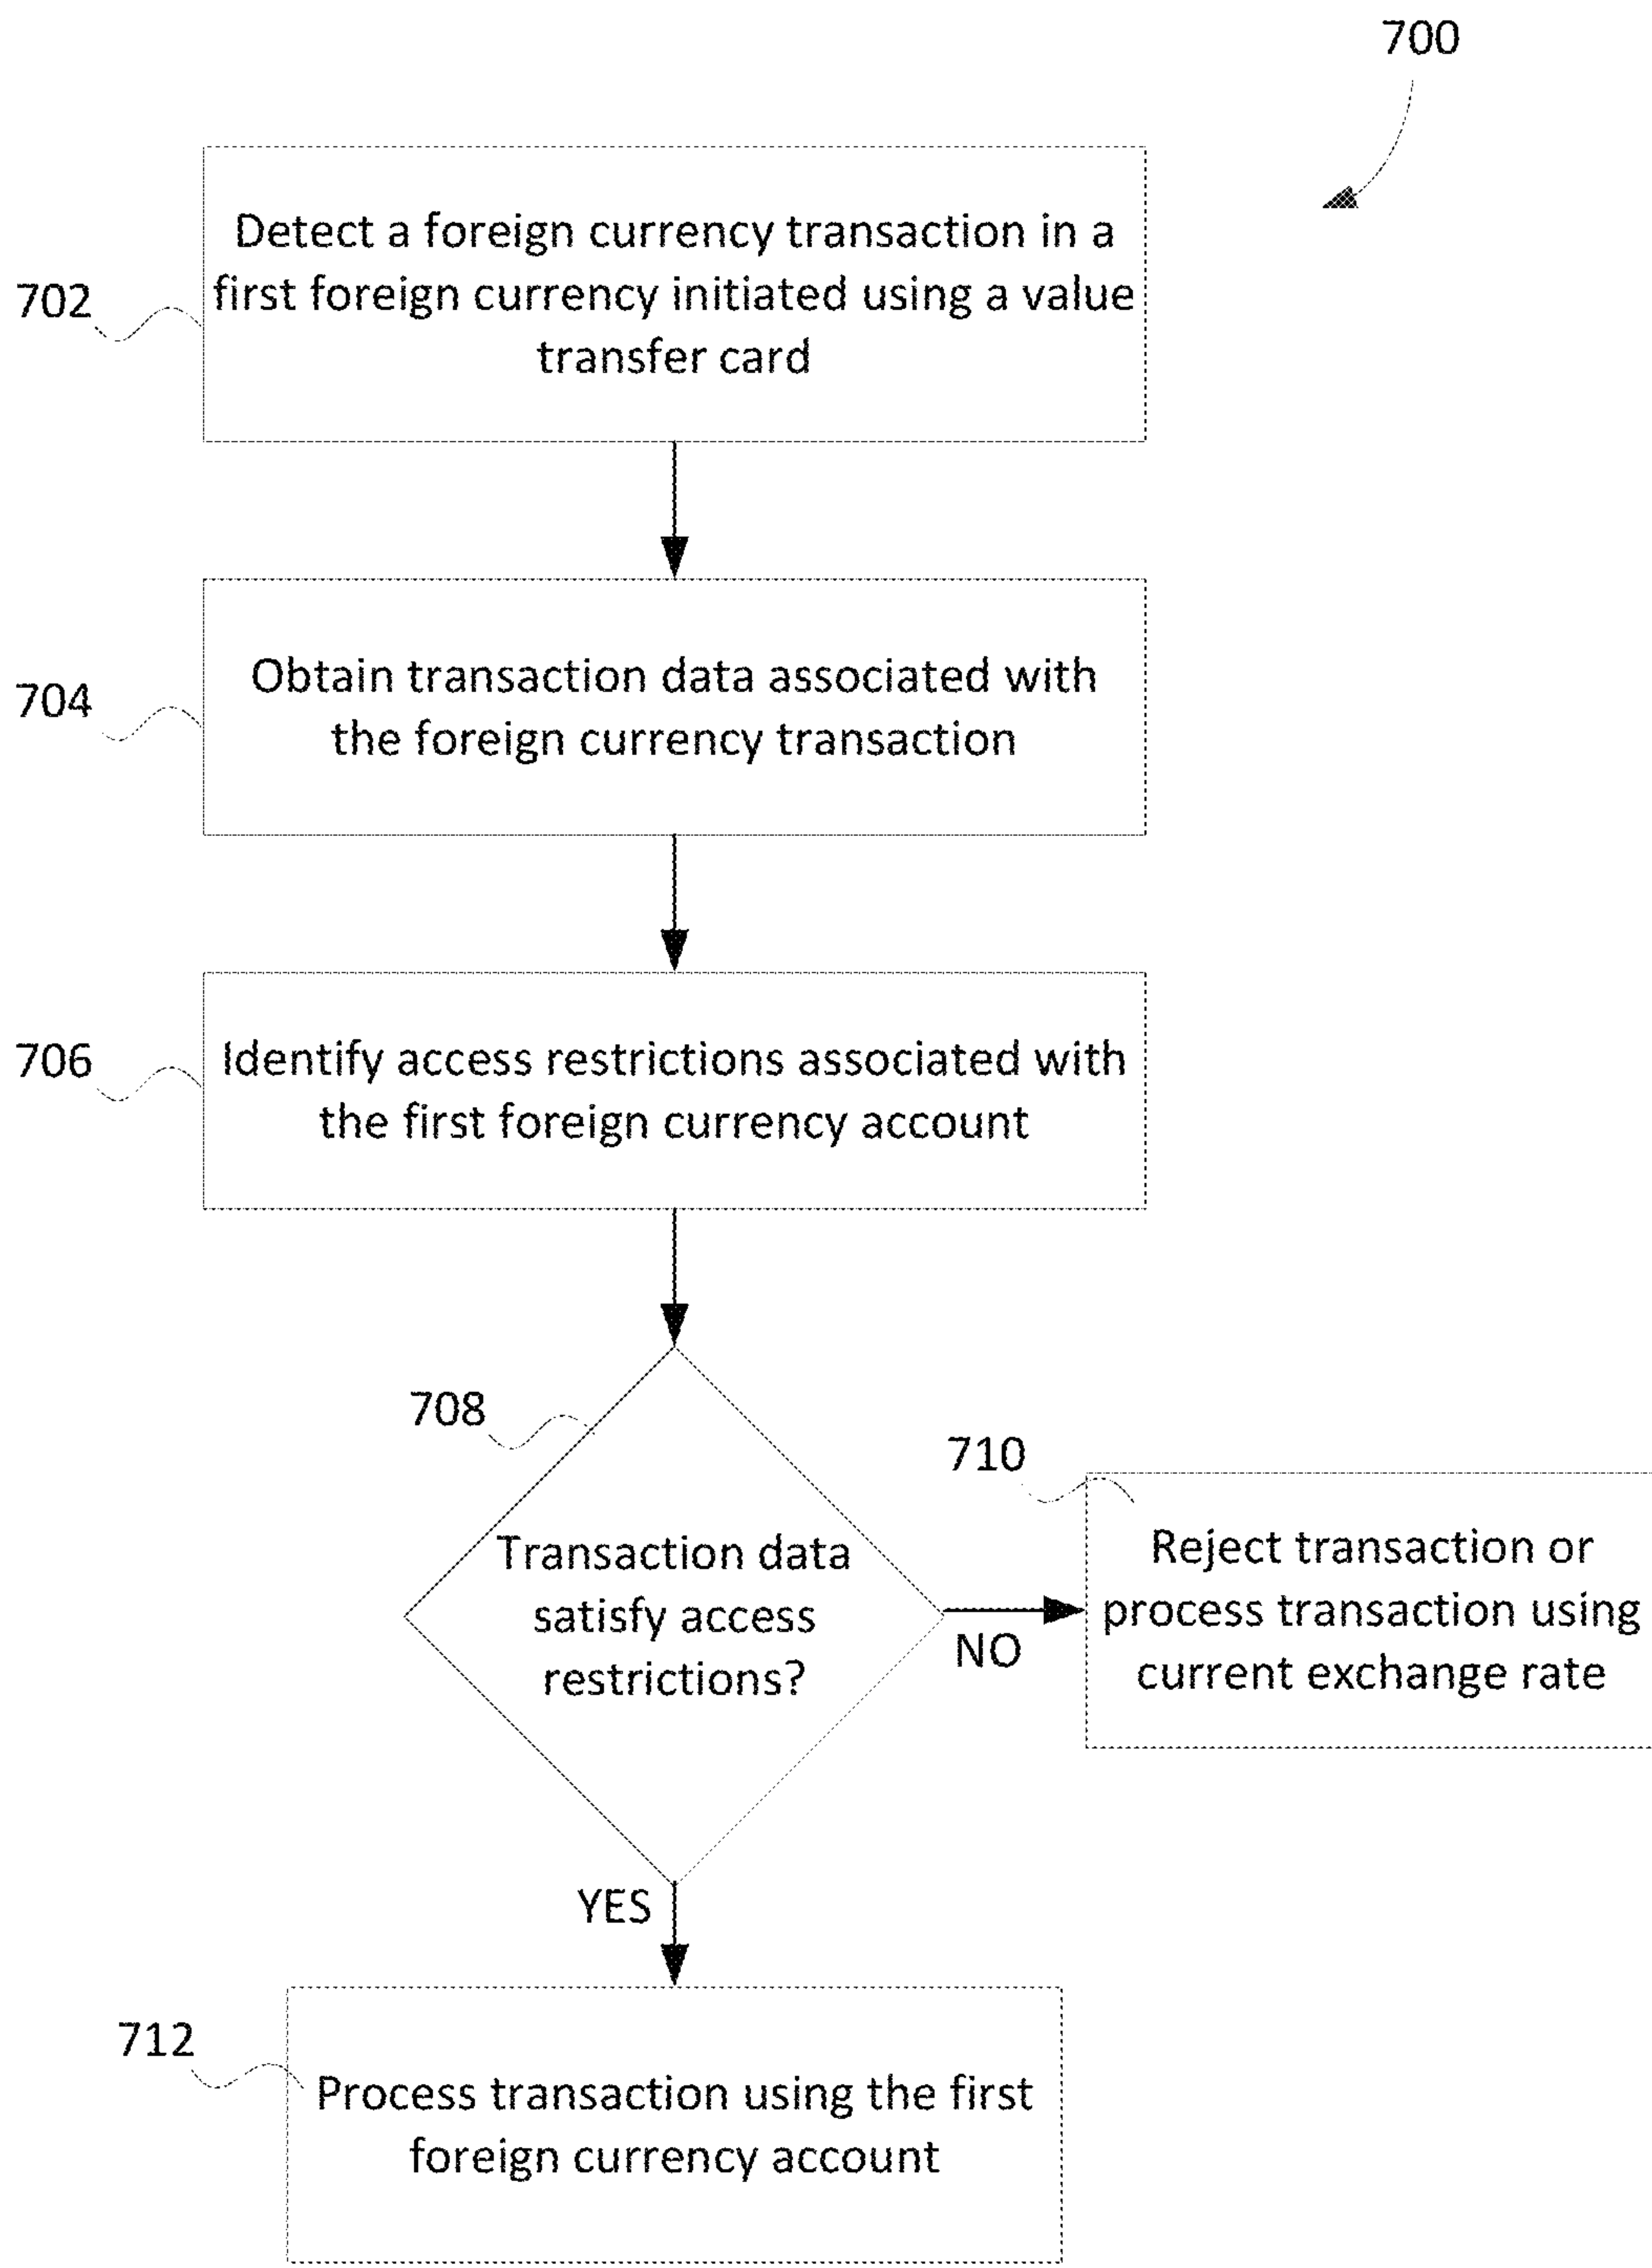 700
702
Detect a foreign currency transaction in a
first foreign currency initiated using a value
transfer card
704
Obtain transaction data associated with
the foreign currency transaction
706
Identify access restrictions associated with
the first foreign currency account
708
Transaction data
satisfy access
restrictions?
NO
710
Reject transaction or
process transaction using
current exchange rate
YES
712
Process transaction using the first
foreign currency account